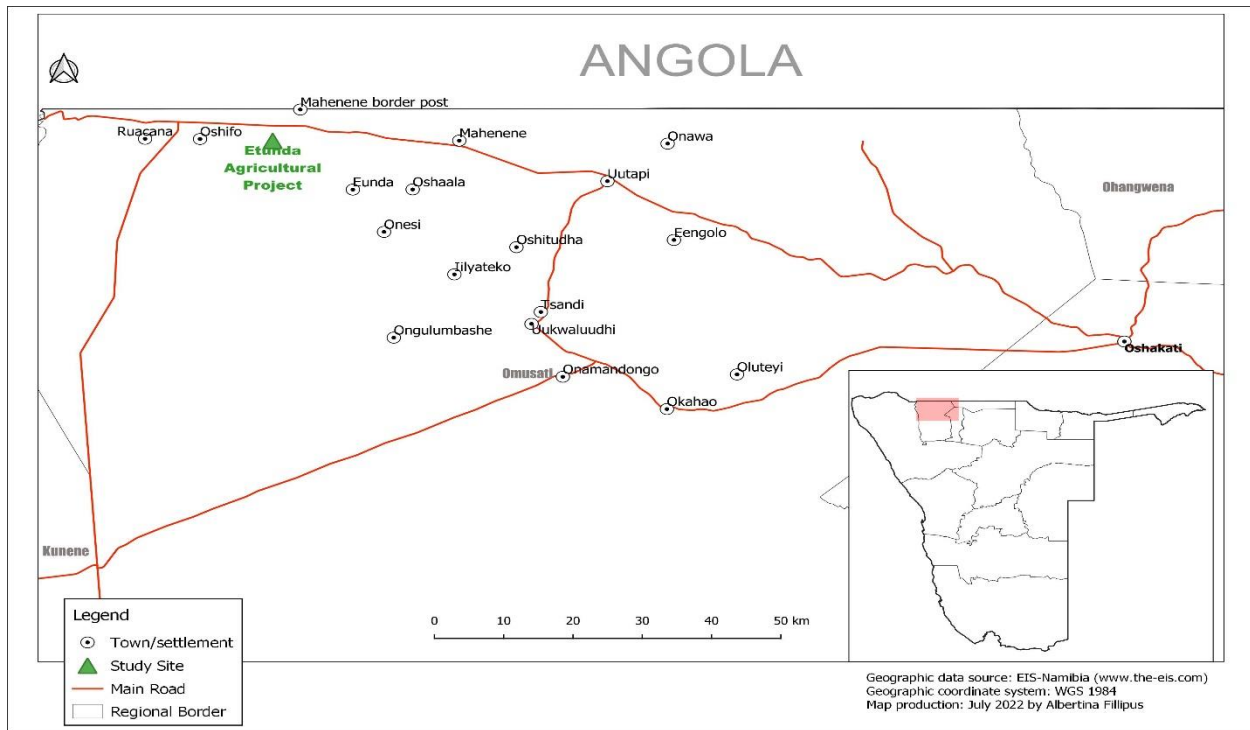 ANGOLA
Mahenene border post
Ruacana
Oshifo
Mahenene
Onawa
Etunda
Agricultural
Project
Uutapi
Eunda
Oshaala
Ohangwena
Onesi
Oshitudha
Eengolo
Iilyateko
Tsandi
Uukwaluudhi
Ongulumbashe
Oshakati
Omusati
Onamandongo
Oluteyi
Okahao
Kunene
Legend
Town/settlement
Study Site
Main Road
Regional Border
0 10 20 30 40 50 km
Geographic data source: EIS-Namibia (www.the-eis.com)
Geographic coordinate system: WGS 1984
Map production: July 2022 by Albertina Fillipus